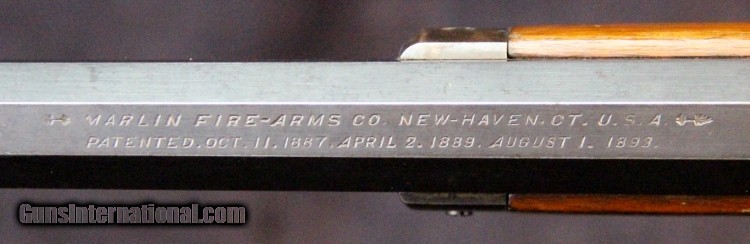 MARLIN FIRE-ARMS CO. NEW-HAVEN. CT. U.S.A.
PATENTED. OCT. 11. 1887. APRIL 2. 1889. AUGUST 1. 1893.
GunsInternational.com